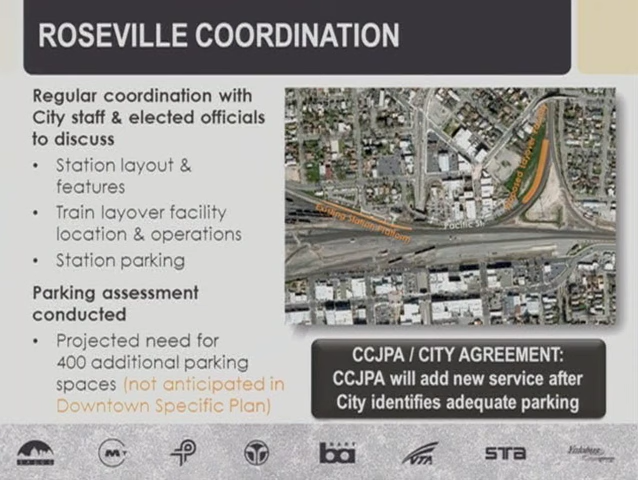 ROSEVILLE COORDINATION
Regular coordination with
City staff & elected officials
to discuss
• Station layout &
features
• Train layover facility
location & operations
• Station parking
Parking assessment
conducted
• Projected need for
400 additional parking
spaces (not anticipated in
Downtown Specific Plan)
Existing Station Platform
Pacific St.
Proposed Layover Facility
CCJPA / CITY AGREEMENT:
CCJPA will add new service after
City identifies adequate parking
ba
VTA
STA